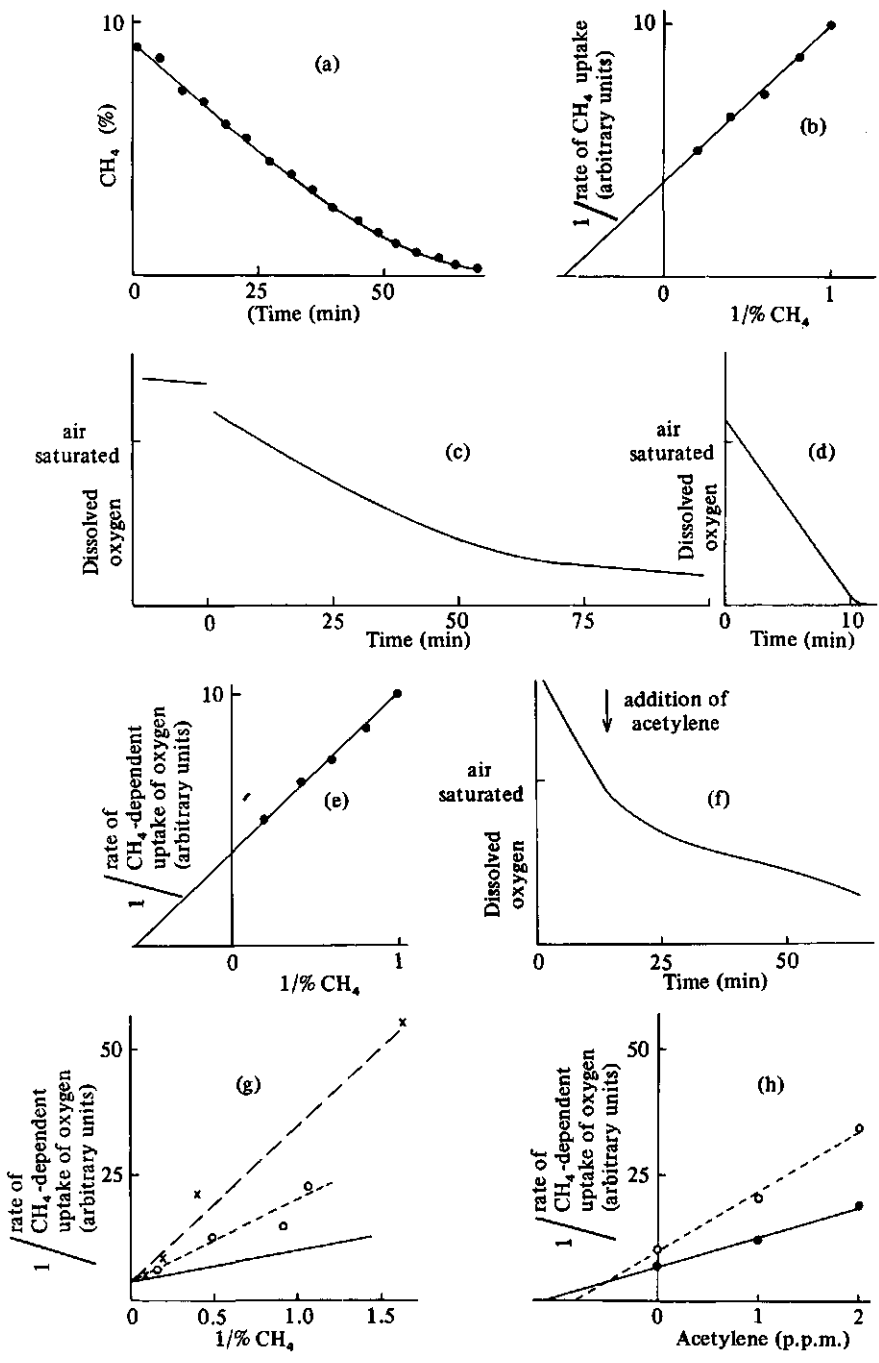 10
(a)
CH₄ (%)
0
25
50
(Time (min)
10
1/rate of CH₄ uptake
(arbitrary units)
(b)
0
1
1/% CH₄
air
saturated
Dissolved
oxygen
(c)
0
25
50
75
Time (min)
air
saturated
Dissolved
oxygen
(d)
0
10
Time (min)
10
1/rate of
CH₄-dependent
uptake of oxygen
(arbitrary units)
(e)
0
1
1/% CH₄
addition of
acetylene
air
saturated
Dissolved
oxygen
(f)
0
25
50
Time (min)
50
25
1/rate of
CH₄-dependent
uptake of oxygen
(arbitrary units)
(g)
0
0.5
1.0
1.5
1/% CH₄
50
25
1/rate of
CH₄-dependent
uptake of oxygen
(arbitrary units)
(h)
0
1
2
Acetylene (p.p.m.)